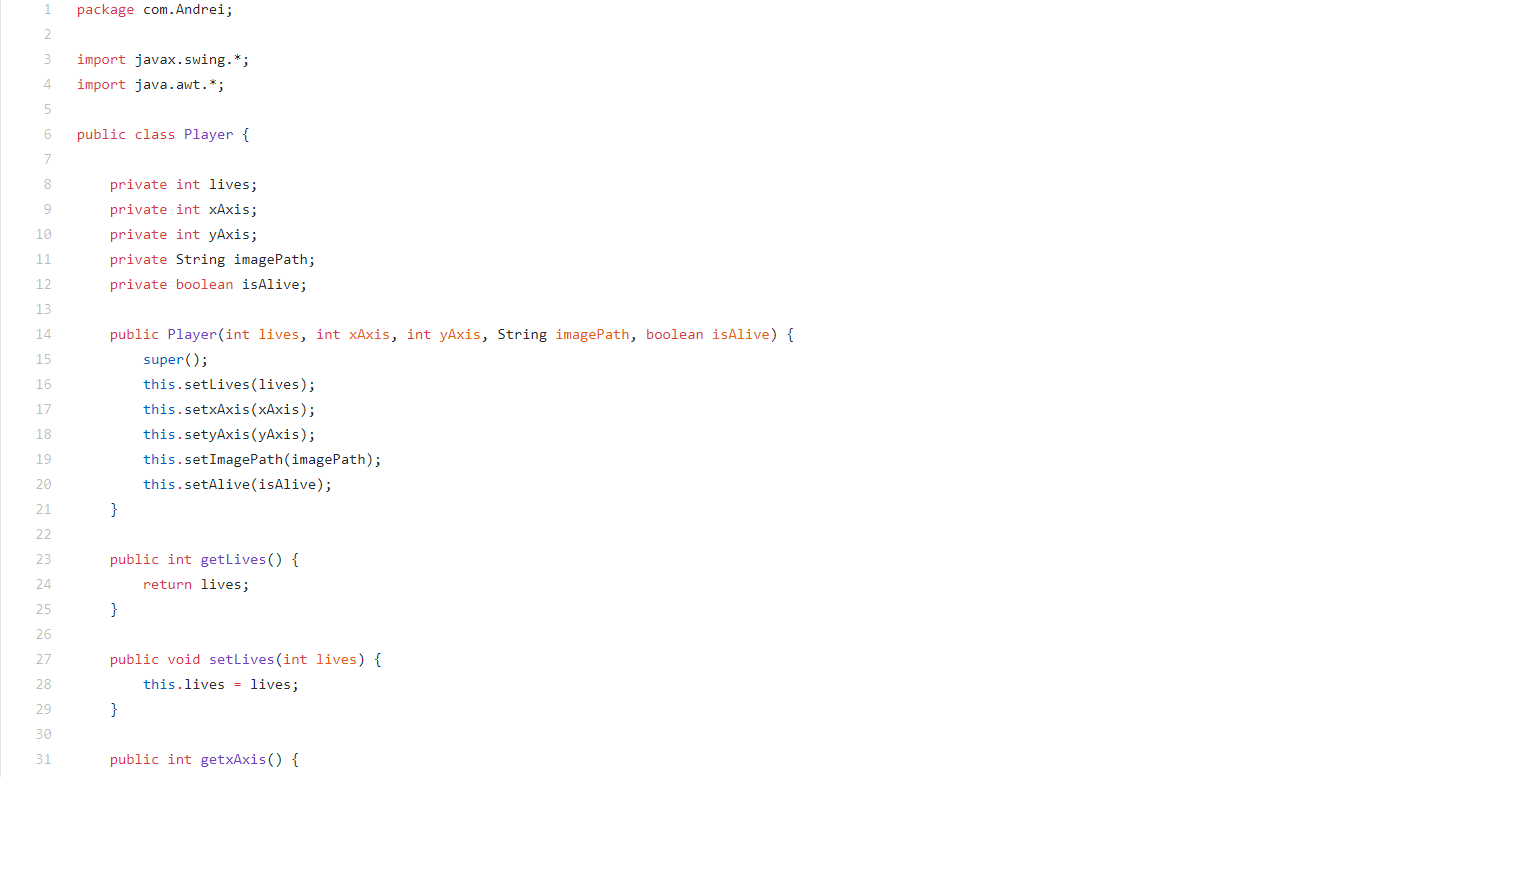 1 package com.Andrei;
2
3 import javax.swing.*;
4 import java.awt.*;
5
6 public class Player {
7
8     private int lives;
9     private int xAxis;
10     private int yAxis;
11     private String imagePath;
12     private boolean isAlive;
13
14     public Player(int lives, int xAxis, int yAxis, String imagePath, boolean isAlive) {
15         super();
16         this.setLives(lives);
17         this.setxAxis(xAxis);
18         this.setyAxis(yAxis);
19         this.setImagePath(imagePath);
20         this.setAlive(isAlive);
21     }
22
23     public int getLives() {
24         return lives;
25     }
26
27     public void setLives(int lives) {
28         this.lives = lives;
29     }
30
31     public int getxAxis() {